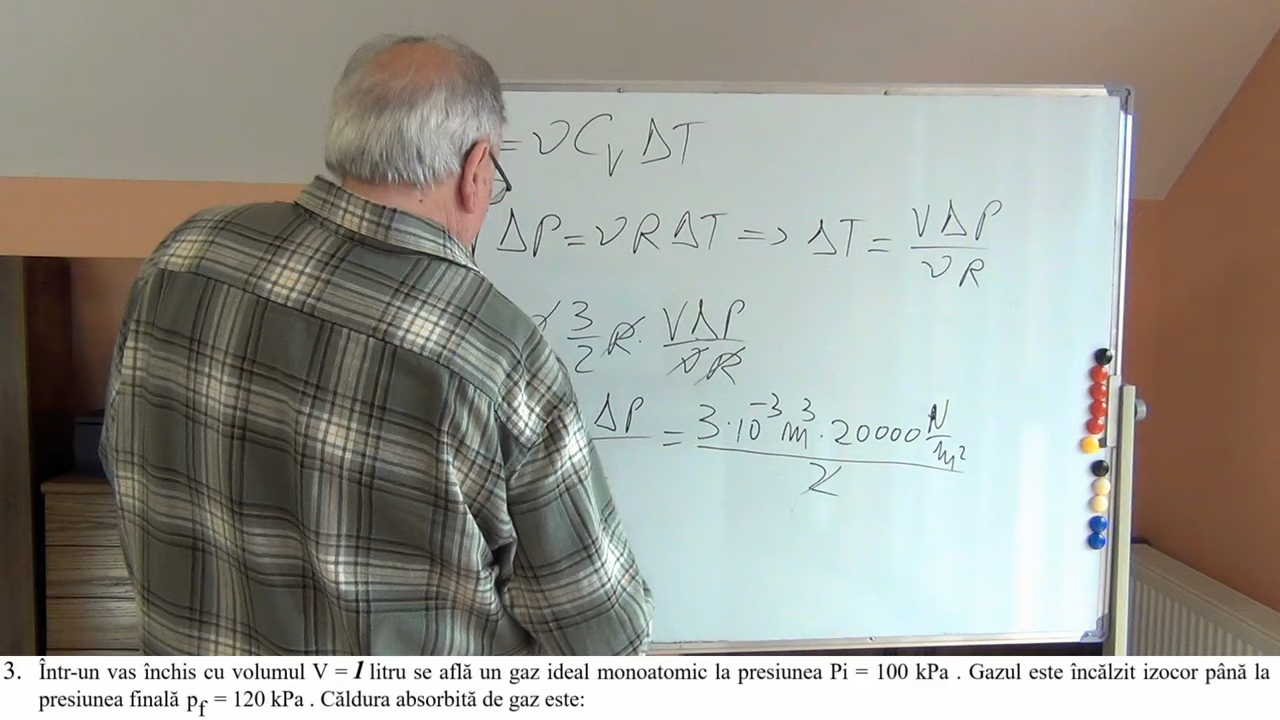 = νC_V ΔT
ΔP = νRΔT => ΔT = VΔP / νR
3/2 R · VΔP / νR
ΔP = 3·10⁻³ m³ · 20000 N/m² / 2
3. Într-un vas închis cu volumul V = 1 litru se află un gaz ideal monoatomic la presiunea Pi = 100 kPa . Gazul este încălzit izocor până la
presiunea finală p_f = 120 kPa . Căldura absorbită de gaz este: